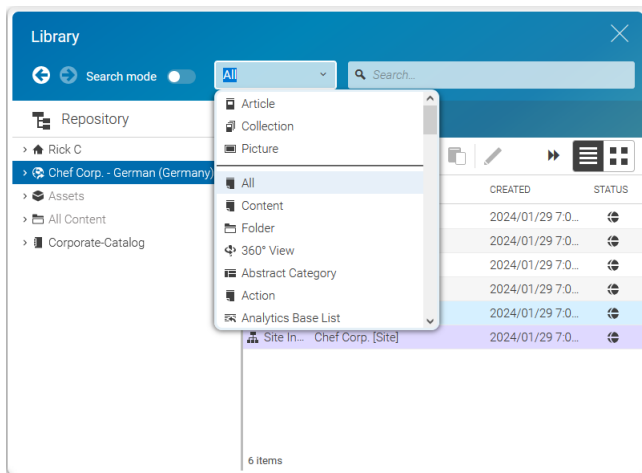 Library
Search mode
All
Search...
Repository
Rick C
Chef Corp. - German (Germany)
Assets
All Content
Corporate-Catalog
Article
Collection
Picture
All
Content
Folder
360° View
Abstract Category
Action
Analytics Base List
CREATED
STATUS
2024/01/29 7:0...
2024/01/29 7:0...
2024/01/29 7:0...
2024/01/29 7:0...
2024/01/29 7:0...
Site In... Chef Corp. [Site] 2024/01/29 7:0...
6 items